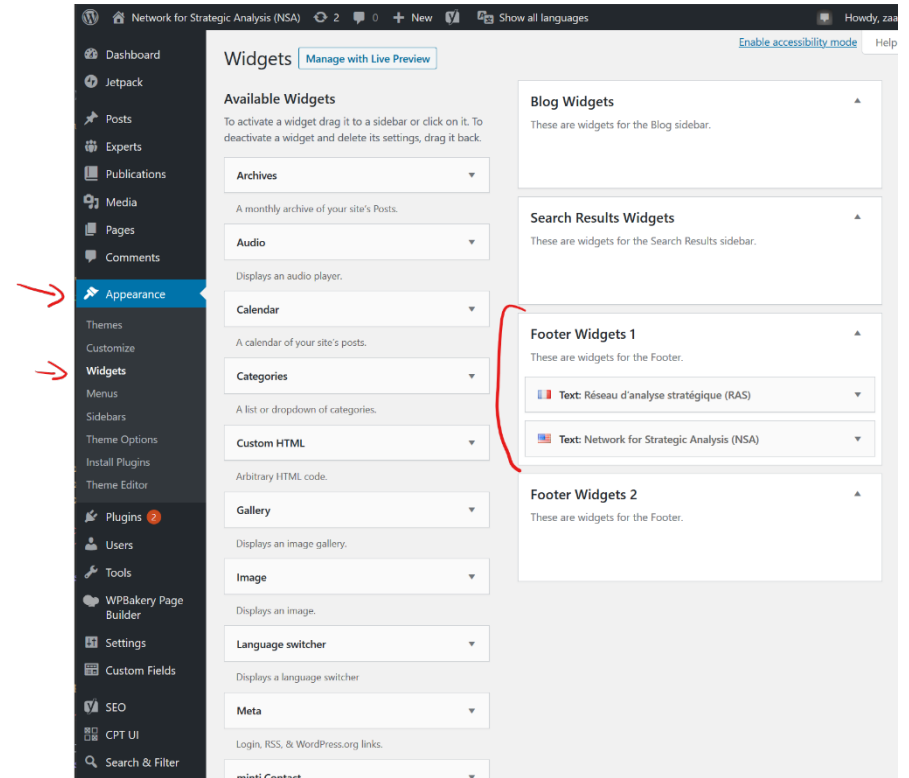 Network for Strategic Analysis (NSA) 2 0 New Show all languages Howdy, zaa
Dashboard
Jetpack
Posts
Experts
Publications
Media
Pages
Comments
Appearance
Themes
Customize
Widgets
Menus
Sidebars
Theme Options
Install Plugins
Theme Editor
Plugins 2
Users
Tools
WPBakery Page
Builder
Settings
Custom Fields
SEO
CPT UI
Search & Filter
Enable accessibility mode Help
Widgets Manage with Live Preview
Available Widgets
To activate a widget drag it to a sidebar or click on it. To
deactivate a widget and delete its settings, drag it back.
Archives
A monthly archive of your site's Posts.
Audio
Displays an audio player.
Calendar
A calendar of your site's posts.
Categories
A list or dropdown of categories.
Custom HTML
Arbitrary HTML code.
Gallery
Displays an image gallery.
Image
Displays an image.
Language switcher
Displays a language switcher
Meta
Login, RSS, & WordPress.org links.
Blog Widgets
These are widgets for the Blog sidebar.
Search Results Widgets
These are widgets for the Search Results sidebar.
Footer Widgets 1
These are widgets for the Footer.
Text: Réseau d'analyse stratégique (RAS)
Text: Network for Strategic Analysis (NSA)
Footer Widgets 2
These are widgets for the Footer.